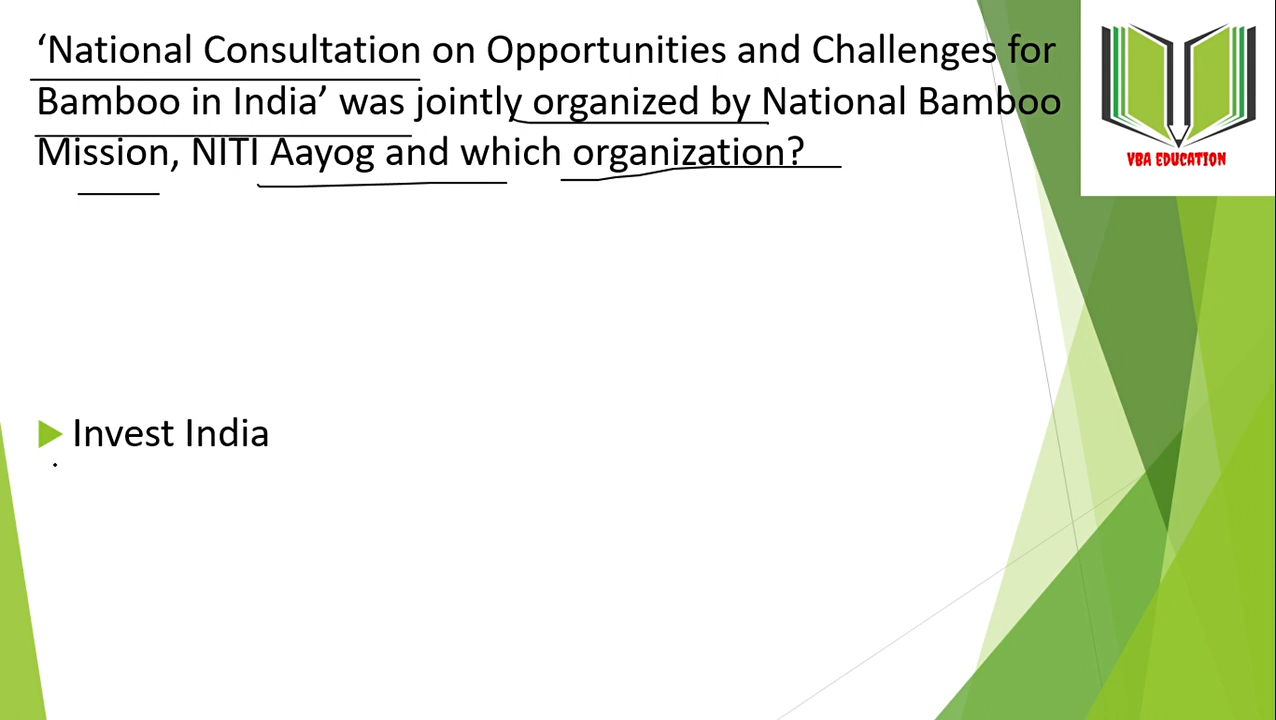 ‘National Consultation on Opportunities and Challenges for
Bamboo in India’ was jointly organized by National Bamboo
Mission, NITI Aayog and which organization?
VBA EDUCATION
Invest India